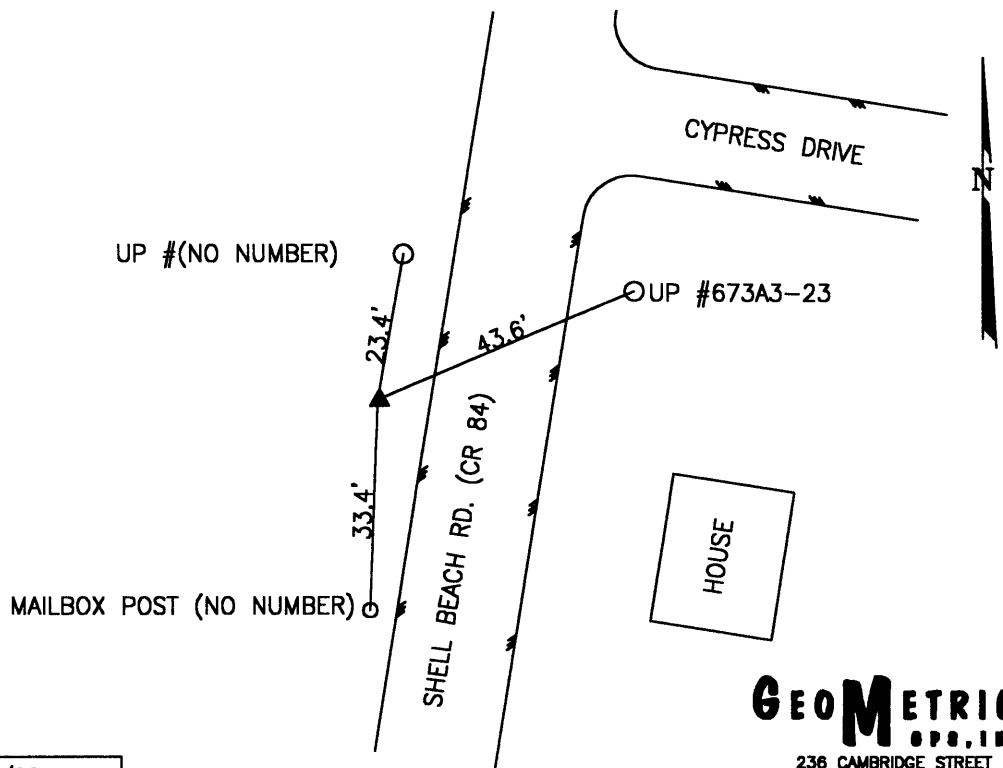 CYPRESS DRIVE
N
UP #(NO NUMBER)
UP #673A3-23
23.4'
43.6'
33.4'
SHELL BEACH RD. (CR 84)
HOUSE
MAILBOX POST (NO NUMBER)
236 CAMBRIDGE STREET